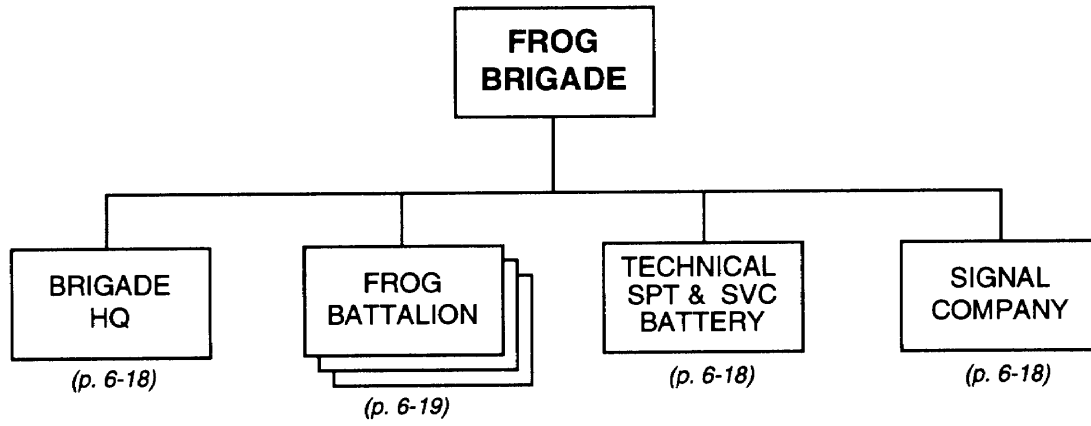 FROG
BRIGADE
BRIGADE
HQ
(p. 6-18)
FROG
BATTALION
(p. 6-19)
TECHNICAL
SPT & SVC
BATTERY
(p. 6-18)
SIGNAL
COMPANY
(p. 6-18)